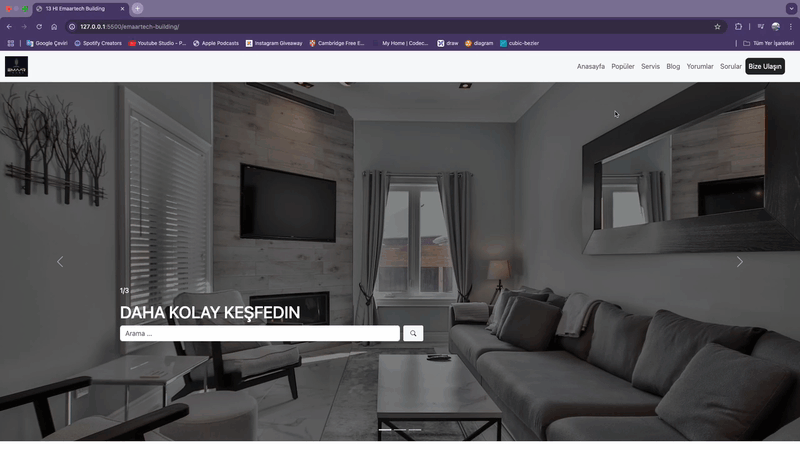 13 HI Emaartech Building
127.0.0.1:5500/emaartech-building/
Google Çeviri
Spotify Creators
Youtube Studio - P...
Apple Podcasts
Instagram Givesway
Cambridge Free E...
My Home | Codec...
draw
diagram
cubic-bezier
Tüm Yer İşaretleri
Anasayfa
Popüler
Servis
Blog
Yorumlar
Sorular
Bize Ulaşın
1/3
DAHA KOLAY KEŞFEDIN
Arama ...